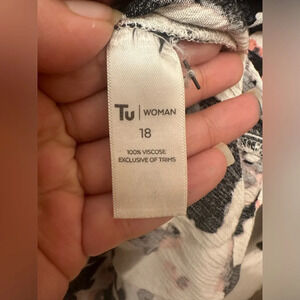 Tu | WOMAN
18
100% VISCOSE
EXCLUSIVE OF TRIMS